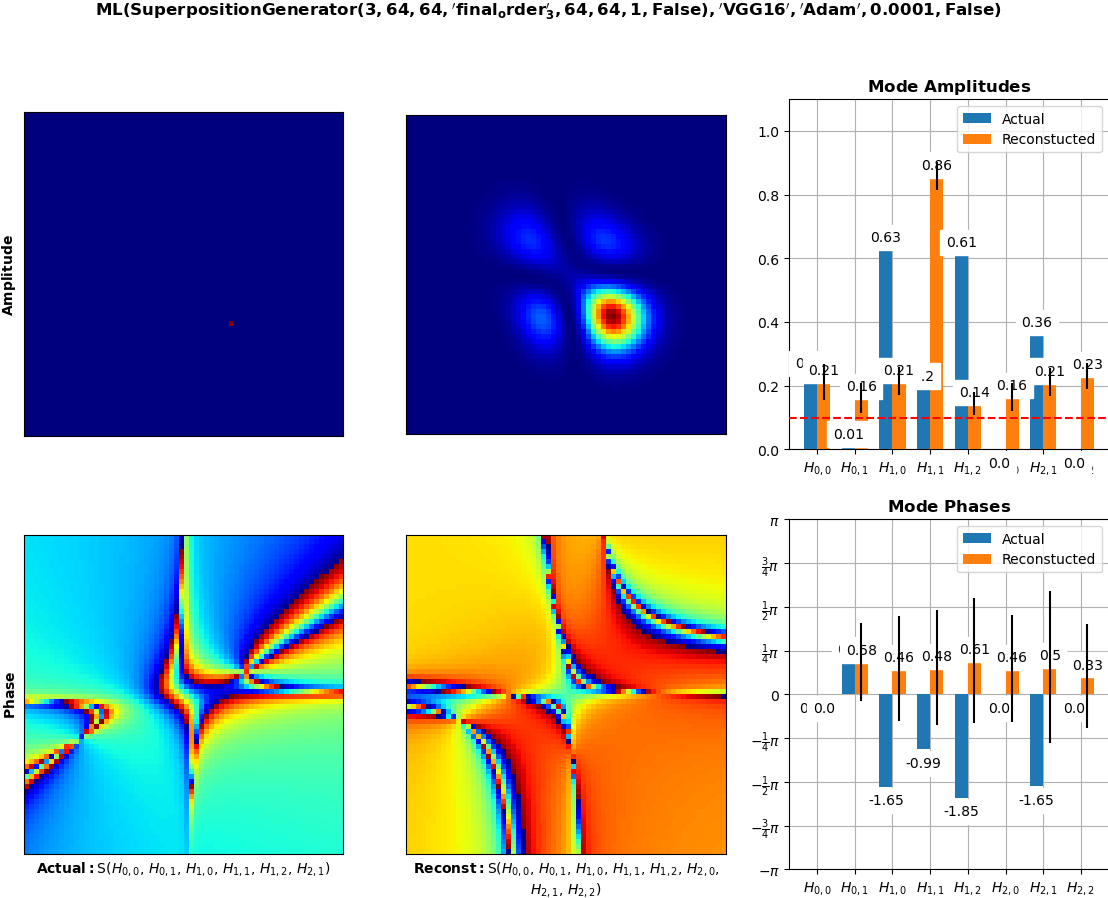 ML(SuperpositionGenerator(3, 64, 64, ′final_order′_3, 64, 64, 1, False), ′VGG16′, ′Adam′, 0.0001, False)
Amplitude
Mode Amplitudes
Actual
Reconstucted
1.0
0.8
0.6
0.4
0.2
0.0
0.21
0.01
0.16
0.63
0.21
.2
0.86
0.61
0.14
0.0
0.16
0.36
0.21
0.0
0.23
H0,0 H0,1 H1,0 H1,1 H1,2 H2,1
Phase
Mode Phases
Actual
Reconstucted
π
3/4π
1/2π
1/4π
0
−1/4π
−1/2π
−3/4π
−π
0.0
0.58
-1.65
0.46
-0.99
0.48
-1.85
0.61
0.0
0.46
-1.65
0.5
0.0
0.33
H0,0 H0,1 H1,0 H1,1 H1,2 H2,0 H2,1 H2,2
Actual: S(H0,0, H0,1, H1,0, H1,1, H1,2, H2,1)
Reconst: S(H0,0, H0,1, H1,0, H1,1, H1,2, H2,0,
H2,1, H2,2)